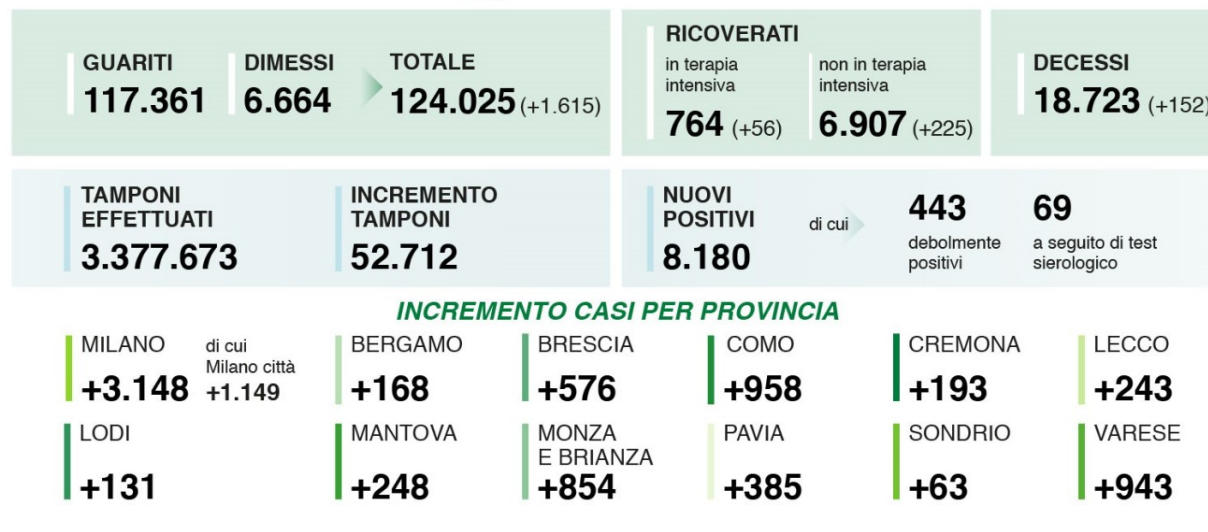 GUARITI
117.361
DIMESSI
6.664
TOTALE
124.025 (+1.615)
RICOVERATI
in terapia
intensiva
764 (+56)
non in terapia
intensiva
6.907 (+225)
DECESSI
18.723 (+152)
TAMPONI
EFFETTUATI
3.377.673
INCREMENTO
TAMPONI
52.712
NUOVI
POSITIVI
8.180
di cui
443
debolmente
positivi
69
a seguito di test
sierologico
INCREMENTO CASI PER PROVINCIA
MILANO
+3.148
di cui
Milano città
+1.149
BERGAMO
+168
BRESCIA
+576
COMO
+958
CREMONA
+193
LECCO
+243
LODI
+131
MANTOVA
+248
MONZA
E BRIANZA
+854
PAVIA
+385
SONDRIO
+63
VARESE
+943